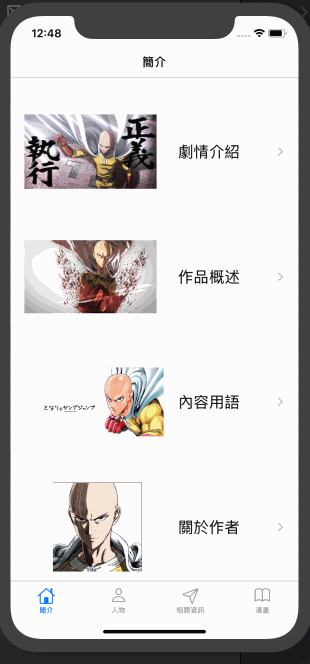 12:48
簡介
正義
執行
劇情介紹
作品概述
となりのヤングジャンプ
內容用語
關於作者
簡介
人物
相關資訊
漫畫